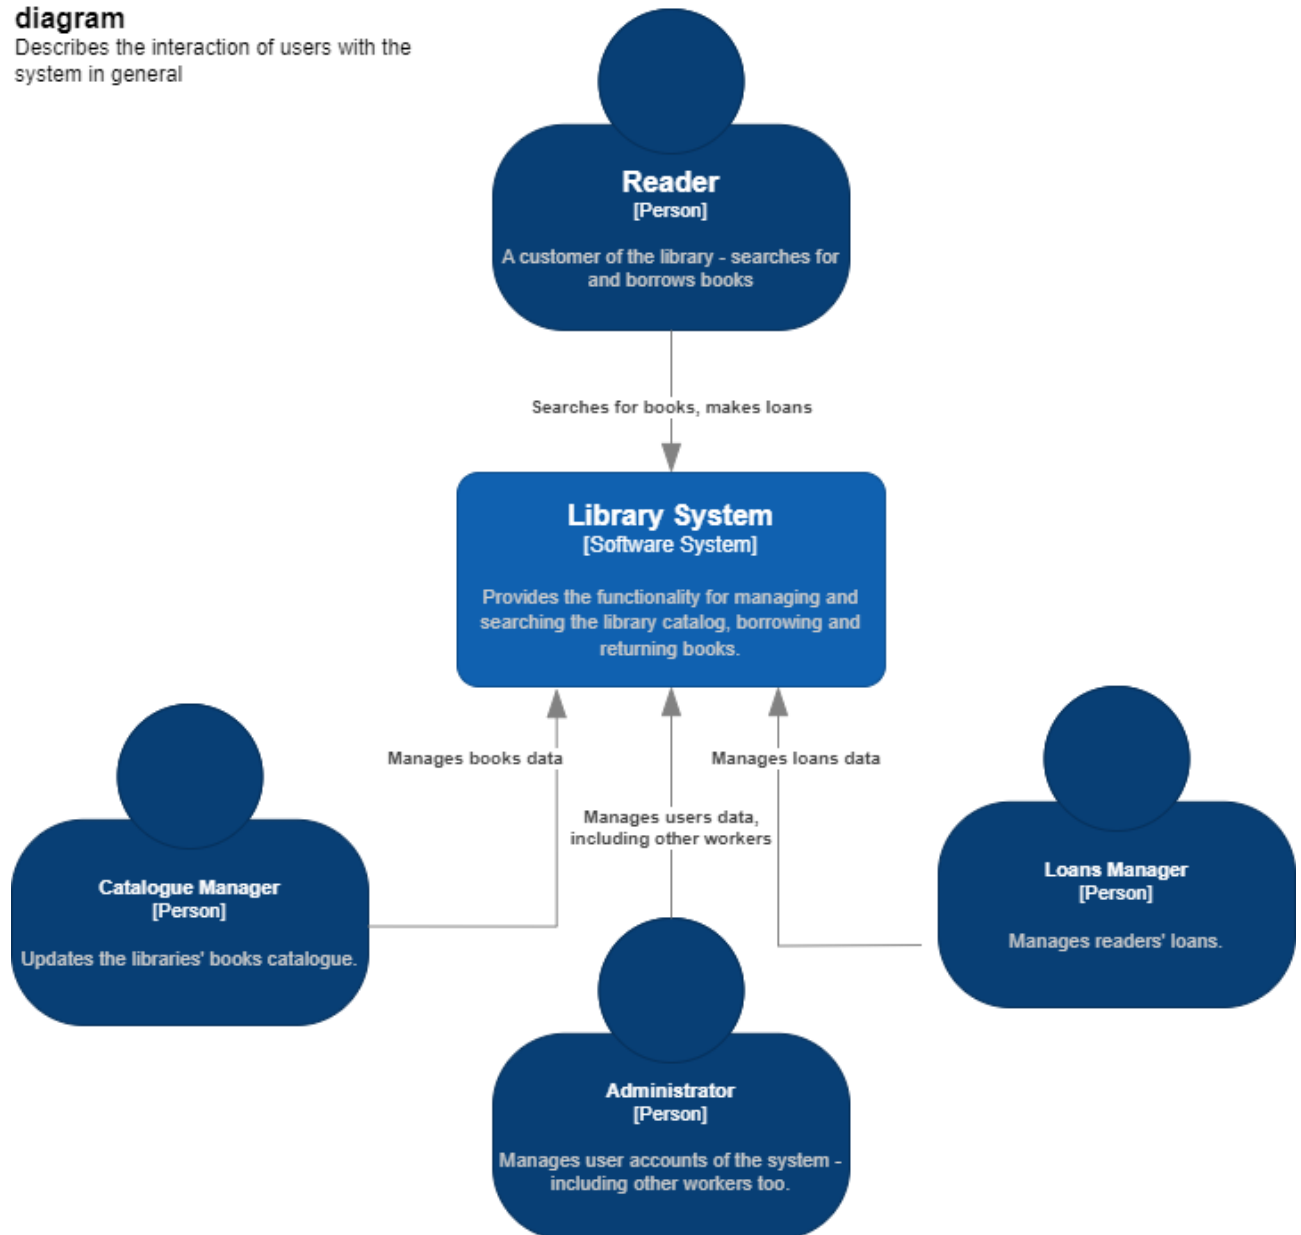 diagram
Describes the interaction of users with the
system in general
Reader
[Person]
A customer of the library - searches for
and borrows books
Searches for books, makes loans
Library System
[Software System]
Provides the functionality for managing and
searching the library catalog, borrowing and
returning books.
Manages books data
Manages loans data
Manages users data,
including other workers
Catalogue Manager
[Person]
Updates the libraries' books catalogue.
Loans Manager
[Person]
Manages readers' loans.
Administrator
[Person]
Manages user accounts of the system -
including other workers too.